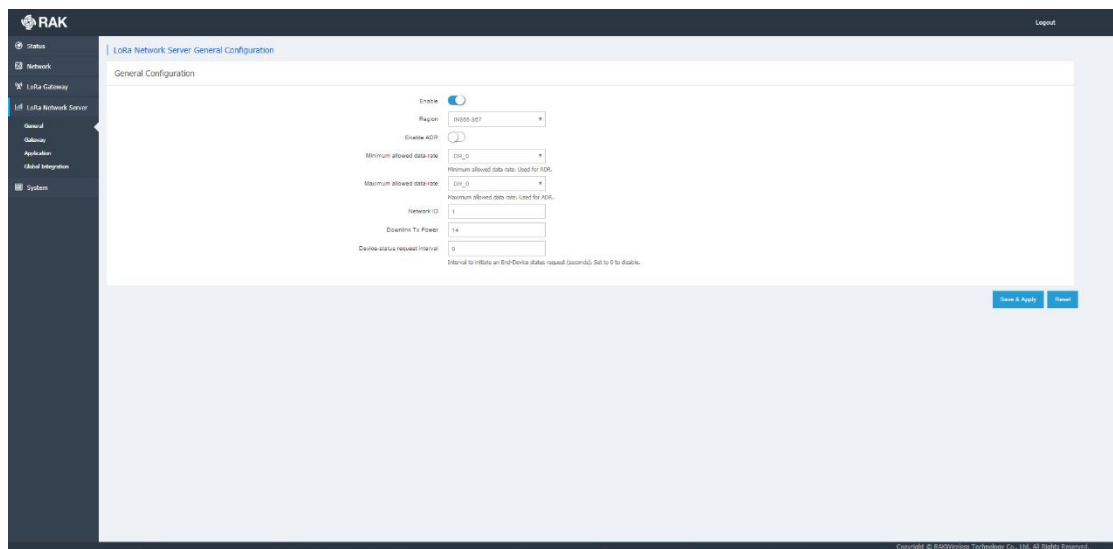 RAK
Logout
Status
Network
LoRa Gateway
LoRa Network Server
General
Gateway
Application
Global Integration
System
LoRa Network Server General Configuration
General Configuration
Enable
Region IN865-867
Enable ADR
Minimum allowed data-rate DR_0
Minimum allowed data rate. Used for ADR.
Maximum allowed data-rate DR_0
Maximum allowed data rate. Used for ADR.
Network ID 1
Downlink Tx Power 14
Device-status request interval 0
Interval to initiate an End-Device status request (seconds). Set to 0 to disable.
Save & Apply Reset
Copyright © RAKWireless Technology Co., Ltd. All Rights Reserved.